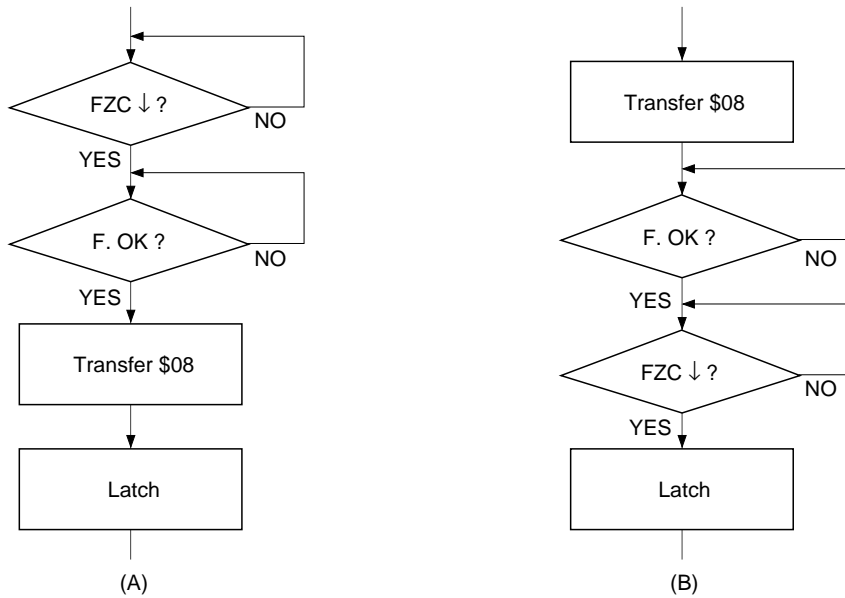 FZC ↓ ?
NO
YES
F. OK ?
NO
YES
Transfer $08
Latch
(A)
Transfer $08
F. OK ?
NO
YES
FZC ↓ ?
NO
YES
Latch
(B)